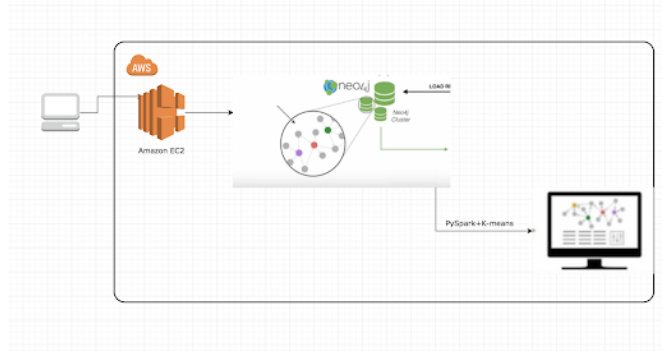 AWS
neo4j
LOAD RI
Neo4j
Cluster
Amazon EC2
PySpark+K-means